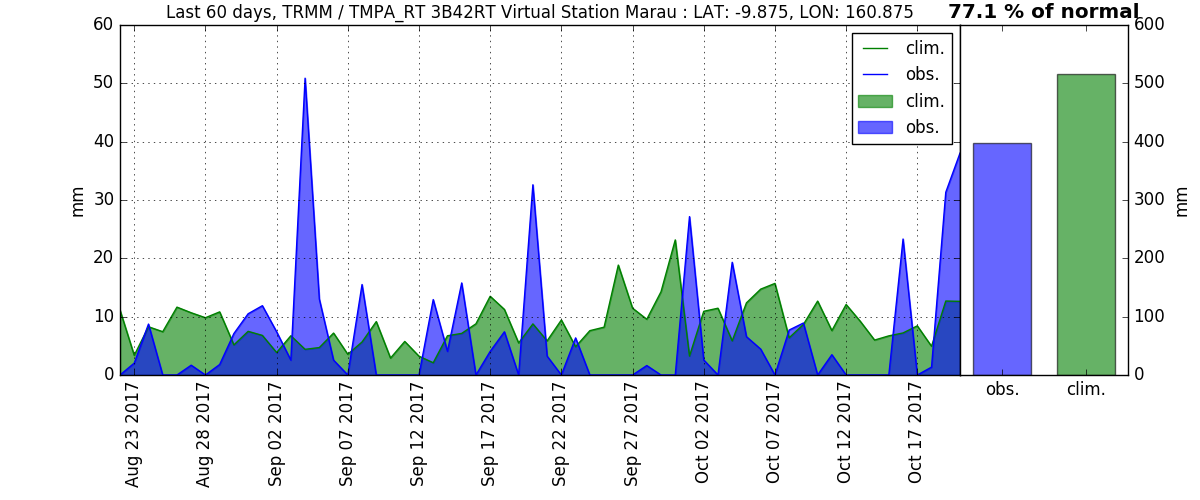 Last 60 days, TRMM / TMPA_RT 3B42RT Virtual Station Marau : LAT: -9.875, LON: 160.875
77.1 % of normal
60
50
40
30
20
10
0
mm
clim.
obs.
clim.
obs.
600
500
400
300
200
100
0
mm
obs.
clim.
Aug 23 2017
Aug 28 2017
Sep 02 2017
Sep 07 2017
Sep 12 2017
Sep 17 2017
Sep 22 2017
Sep 27 2017
Oct 02 2017
Oct 07 2017
Oct 12 2017
Oct 17 2017